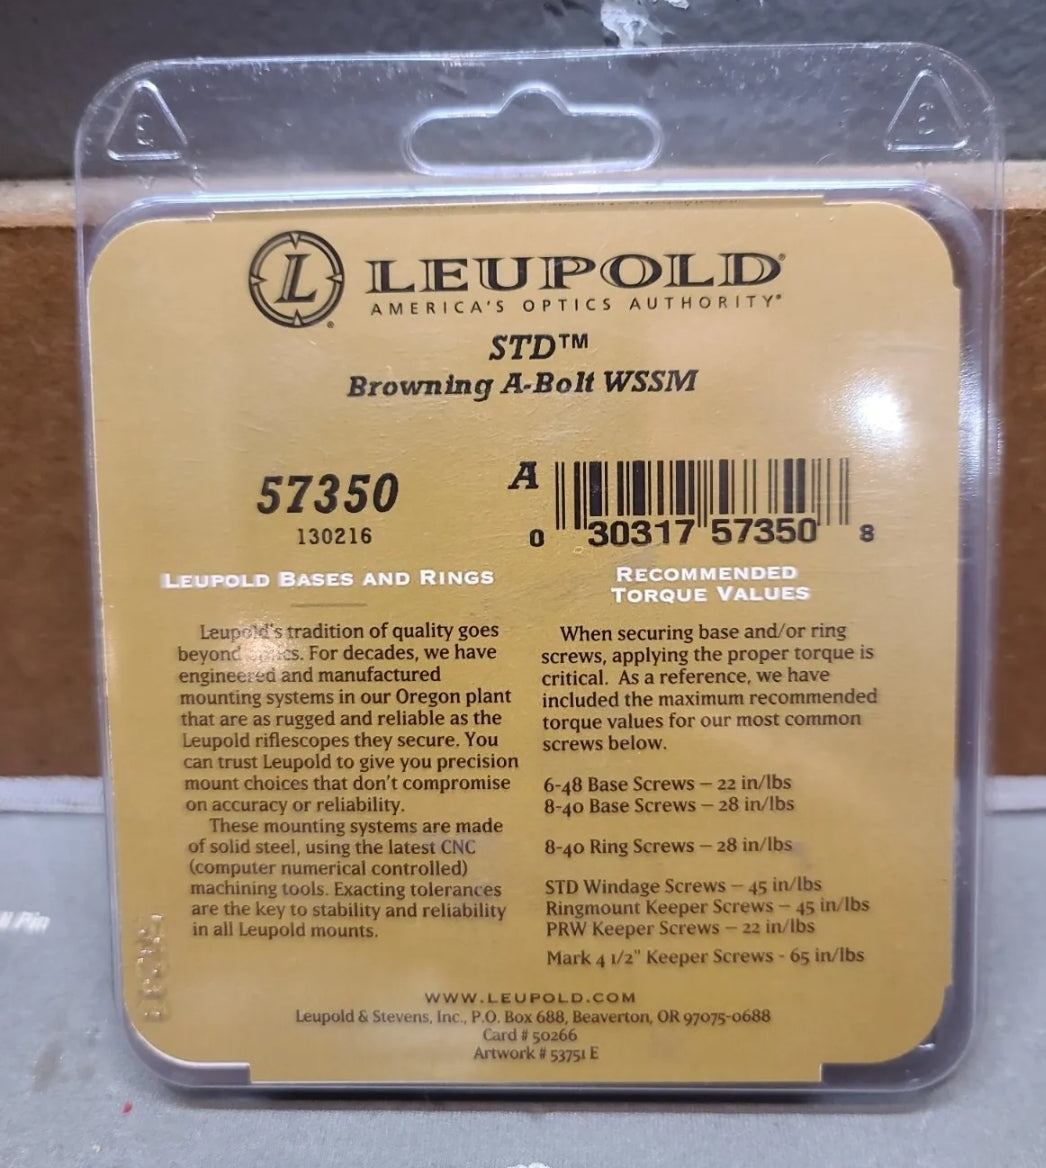 L LEUPOLD®
AMERICA'S OPTICS AUTHORITY®
STD™
Browning A-Bolt WSSM
57350
130216
A
0 30317 57350 8
LEUPOLD BASES AND RINGS
Leupold's tradition of quality goes
beyond optics. For decades, we have
engineered and manufactured
mounting systems in our Oregon plant
that are as rugged and reliable as the
Leupold riflescopes they secure. You
can trust Leupold to give you precision
mount choices that don't compromise
on accuracy or reliability.
These mounting systems are made
of solid steel, using the latest CNC
(computer numerical controlled)
machining tools. Exacting tolerances
are the key to stability and reliability
in all Leupold mounts.
RECOMMENDED
TORQUE VALUES
When securing base and/or ring
screws, applying the proper torque is
critical. As a reference, we have
included the maximum recommended
torque values for our most common
screws below.
6-48 Base Screws – 22 in/lbs
8-40 Base Screws – 28 in/lbs
8-40 Ring Screws – 28 in/lbs
STD Windage Screws – 45 in/lbs
Ringmount Keeper Screws – 45 in/lbs
PRW Keeper Screws – 22 in/lbs
Mark 4 1/2" Keeper Screws - 65 in/lbs
WWW.LEUPOLD.COM
Leupold & Stevens, Inc., P.O. Box 688, Beaverton, OR 97075-0688
Card # 50266
Artwork # 53751 E
Pin